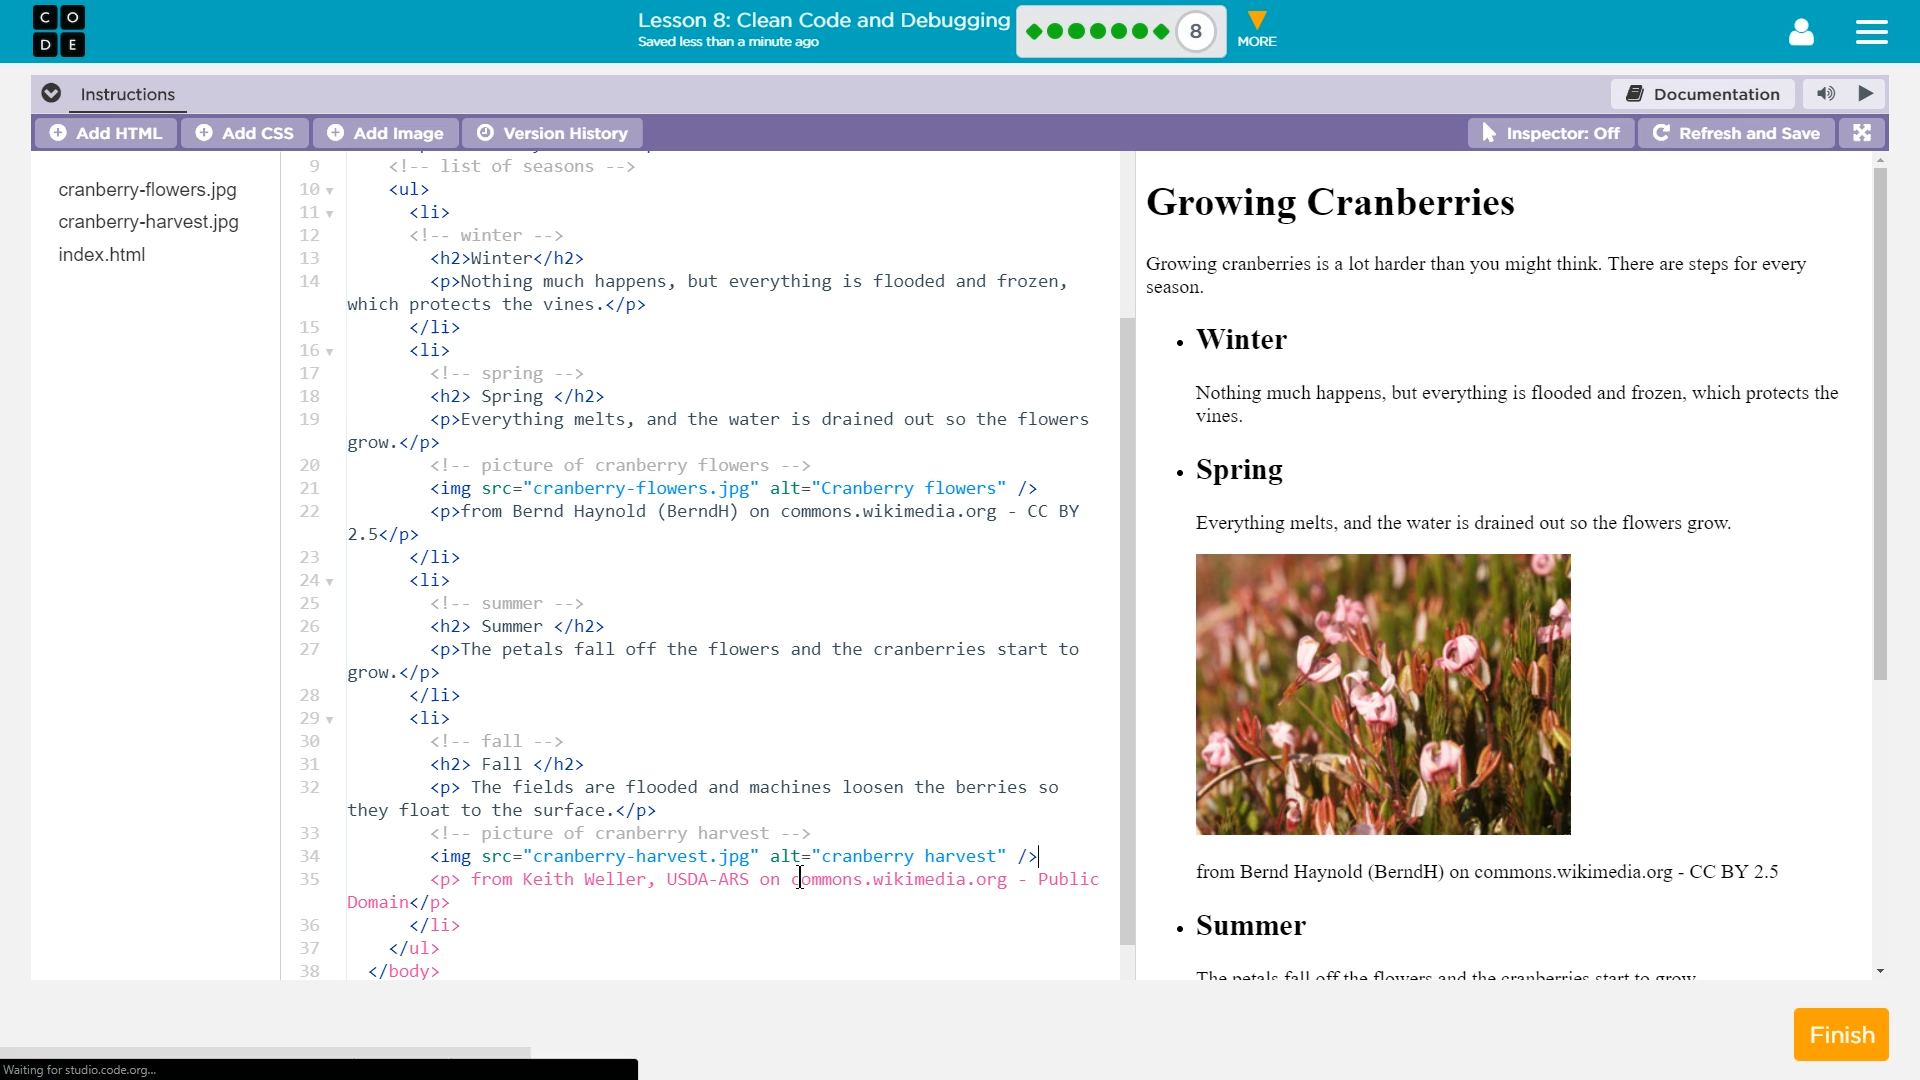 CODE
Lesson 8: Clean Code and Debugging
Saved less than a minute ago
8
MORE
Instructions
Documentation
Add HTML
Add CSS
Add Image
Version History
Inspector: Off
Refresh and Save
cranberry-flowers.jpg
cranberry-harvest.jpg
index.html
9 <!-- list of seasons -->
10 <ul>
11 <li>
12 <!-- winter -->
13 <h2>Winter</h2>
14 <p>Nothing much happens, but everything is flooded and frozen,
which protects the vines.</p>
15 </li>
16 <li>
17 <!-- spring -->
18 <h2> Spring </h2>
19 <p>Everything melts, and the water is drained out so the flowers
grow.</p>
20 <!-- picture of cranberry flowers -->
21 <img src="cranberry-flowers.jpg" alt="Cranberry flowers" />
22 <p>from Bernd Haynold (BerndH) on commons.wikimedia.org - CC BY
2.5</p>
23 </li>
24 <li>
25 <!-- summer -->
26 <h2> Summer </h2>
27 <p>The petals fall off the flowers and the cranberries start to
grow.</p>
28 </li>
29 <li>
30 <!-- fall -->
31 <h2> Fall </h2>
32 <p> The fields are flooded and machines loosen the berries so
they float to the surface.</p>
33 <!-- picture of cranberry harvest -->
34 <img src="cranberry-harvest.jpg" alt="cranberry harvest" />
35 <p> from Keith Weller, USDA-ARS on commons.wikimedia.org - Public
Domain</p>
36 </li>
37 </ul>
38 </body>
Growing Cranberries
Growing cranberries is a lot harder than you might think. There are steps for every
season.
• Winter
Nothing much happens, but everything is flooded and frozen, which protects the
vines.
• Spring
Everything melts, and the water is drained out so the flowers grow.
from Bernd Haynold (BerndH) on commons.wikimedia.org - CC BY 2.5
• Summer
The petals fall off the flowers and the cranberries start to grow.
Finish
Waiting for studio.code.org...